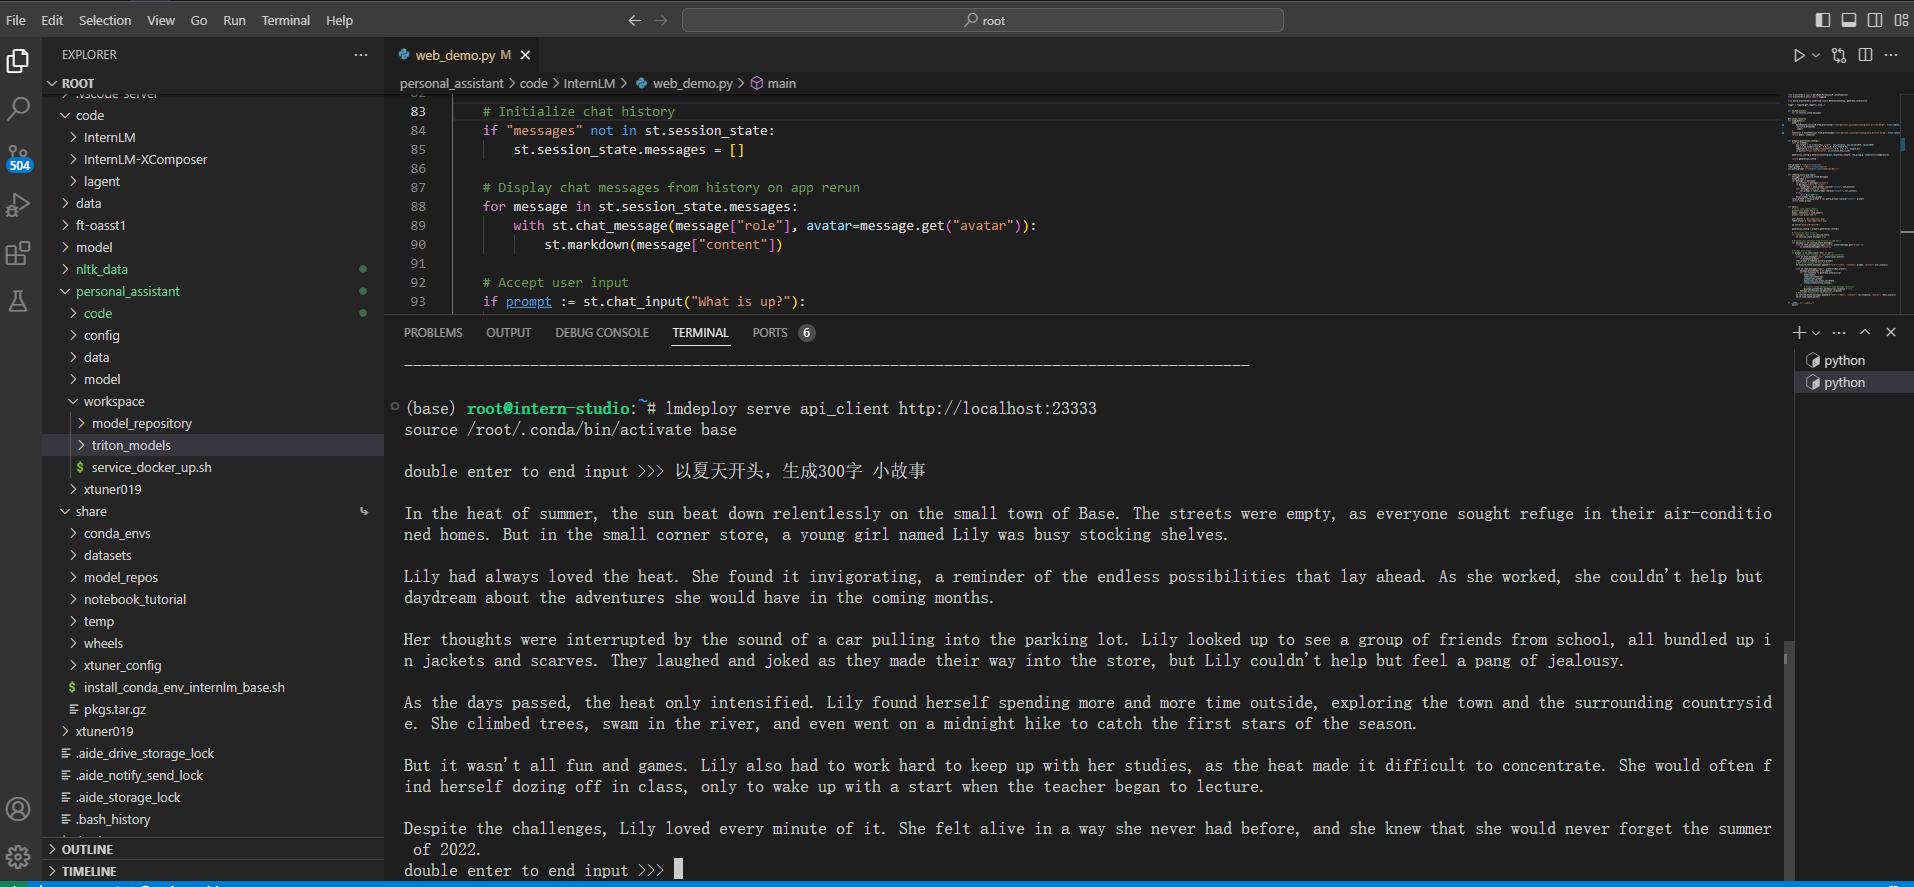 File Edit Selection View Go Run Terminal Help
root
EXPLORER
ROOT
.vscode-server
code
InternLM
InternLM-XComposer
lagent
data
ft-oasst1
model
nltk_data
personal_assistant
code
config
data
model
workspace
model_repository
triton_models
$ service_docker_up.sh
xtuner019
share
conda_envs
datasets
model_repos
notebook_tutorial
temp
wheels
xtuner_config
$ install_conda_env_internlm_base.sh
pkgs.tar.gz
xtuner019
.aide_drive_storage_lock
.aide_notify_send_lock
.aide_storage_lock
.bash_history
OUTLINE
TIMELINE
504
web_demo.py M
personal_assistant > code > InternLM > web_demo.py > main
82
83 # Initialize chat history
84 if "messages" not in st.session_state:
85 st.session_state.messages = []
86
87 # Display chat messages from history on app rerun
88 for message in st.session_state.messages:
89 with st.chat_message(message["role"], avatar=message.get("avatar")):
90 st.markdown(message["content"])
91
92 # Accept user input
93 if prompt := st.chat_input("What is up?"):
PROBLEMS OUTPUT DEBUG CONSOLE TERMINAL PORTS 6
python
python
(base) root@intern-studio:~# lmdeploy serve api_client http://localhost:23333
source /root/.conda/bin/activate base
double enter to end input >>> 以夏天开头，生成300字 小故事
In the heat of summer, the sun beat down relentlessly on the small town of Base. The streets were empty, as everyone sought refuge in their air-conditio
ned homes. But in the small corner store, a young girl named Lily was busy stocking shelves.
Lily had always loved the heat. She found it invigorating, a reminder of the endless possibilities that lay ahead. As she worked, she couldn't help but
daydream about the adventures she would have in the coming months.
Her thoughts were interrupted by the sound of a car pulling into the parking lot. Lily looked up to see a group of friends from school, all bundled up i
n jackets and scarves. They laughed and joked as they made their way into the store, but Lily couldn't help but feel a pang of jealousy.
As the days passed, the heat only intensified. Lily found herself spending more and more time outside, exploring the town and the surrounding countrysid
e. She climbed trees, swam in the river, and even went on a midnight hike to catch the first stars of the season.
But it wasn't all fun and games. Lily also had to work hard to keep up with her studies, as the heat made it difficult to concentrate. She would often f
ind herself dozing off in class, only to wake up with a start when the teacher began to lecture.
Despite the challenges, Lily loved every minute of it. She felt alive in a way she never had before, and she knew that she would never forget the summer
of 2022.
double enter to end input >>>